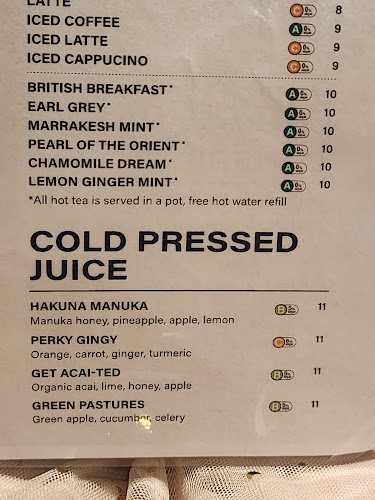 LATTE C 8
ICED COFFEE A 9
ICED LATTE C 9
ICED CAPPUCINO C 9
BRITISH BREAKFAST* A 10
EARL GREY* A 10
MARRAKESH MINT* A 10
PEARL OF THE ORIENT* A 10
CHAMOMILE DREAM* A 10
LEMON GINGER MINT* A 10
*All hot tea is served in a pot, free hot water refill
COLD PRESSED
JUICE
HAKUNA MANUKA B 11
Manuka honey, pineapple, apple, lemon
PERKY GINGY C 11
Orange, carrot, ginger, turmeric
GET ACAI-TED B 11
Organic acai, lime, honey, apple
GREEN PASTURES B 11
Green apple, cucumber, celery